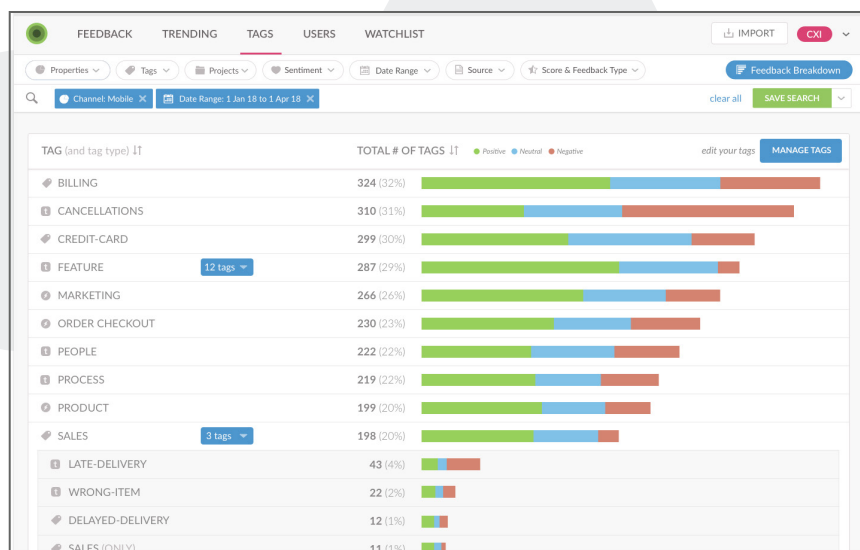 FEEDBACK TRENDING TAGS USERS WATCHLIST IMPORT CXI
Properties Tags Projects Sentiment Date Range Source Score & Feedback Type Feedback Breakdown
Channel: Mobile Date Range: 1 Jan 18 to 1 Apr 18 clear all SAVE SEARCH
TAG (and tag type) TOTAL # OF TAGS Positive Neutral Negative edit your tags MANAGE TAGS
BILLING 324 (32%)
t CANCELLATIONS 310 (31%)
CREDIT-CARD 299 (30%)
t FEATURE 12 tags 287 (29%)
MARKETING 266 (26%)
ORDER CHECKOUT 230 (23%)
t PEOPLE 222 (22%)
t PROCESS 219 (22%)
PRODUCT 199 (20%)
SALES 3 tags 198 (20%)
t LATE-DELIVERY 43 (4%)
t WRONG-ITEM 22 (2%)
DELAYED-DELIVERY 12 (1%)
SALES (ONLY) 11 (1%)